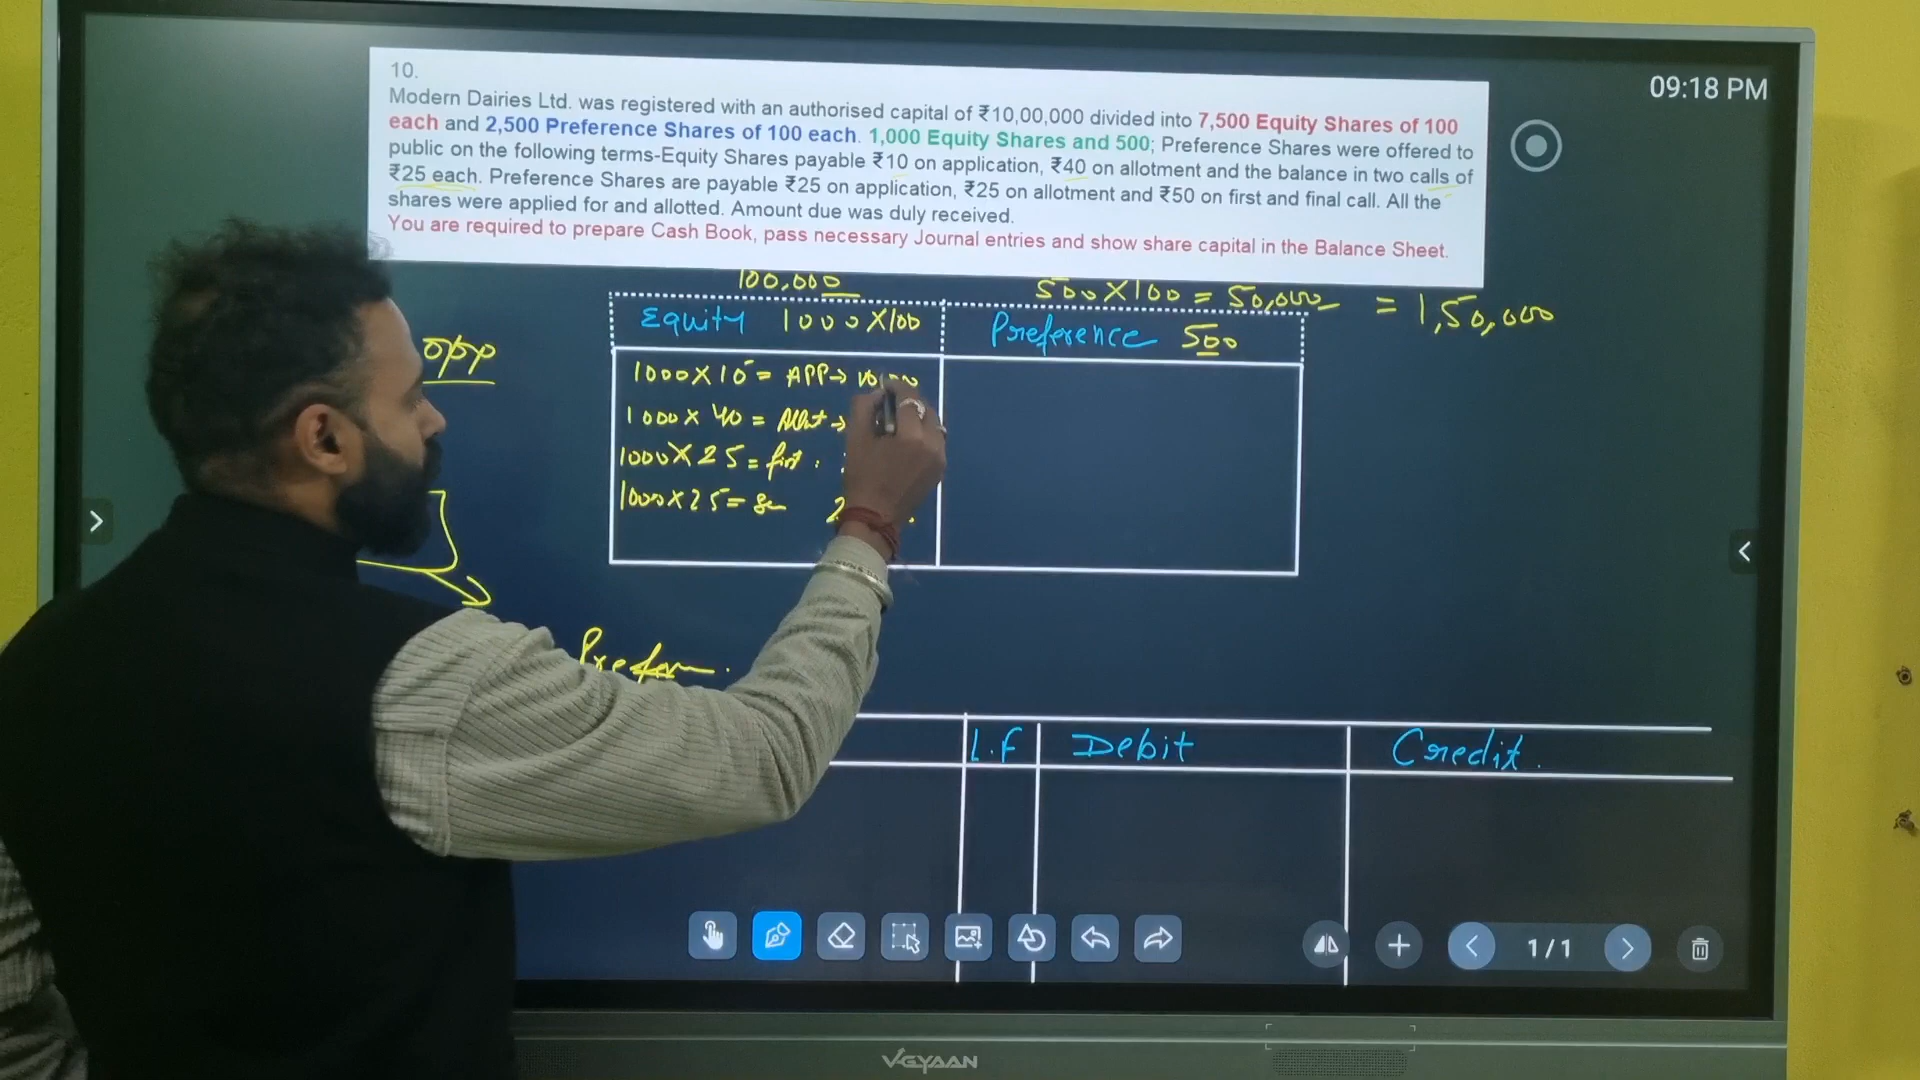 09:18 PM
10.
Modern Dairies Ltd. was registered with an authorised capital of ₹10,00,000 divided into 7,500 Equity Shares of 100
each and 2,500 Preference Shares of 100 each. 1,000 Equity Shares and 500; Preference Shares were offered to
public on the following terms-Equity Shares payable ₹10 on application, ₹40 on allotment and the balance in two calls of
₹25 each. Preference Shares are payable ₹25 on application, ₹25 on allotment and ₹50 on first and final call. All the
shares were applied for and allotted. Amount due was duly received.
You are required to prepare Cash Book, pass necessary Journal entries and show share capital in the Balance Sheet.
100,000
500X100 = 50,000 = 1,50,000
Equity 1000X100
Preference 500
opp
1000X10 = APP→
1000X 40 = Allot →
1000X25 = first
1000X25=
Prefern.
L.F Debit Credit.
1/1
V-GYAAN